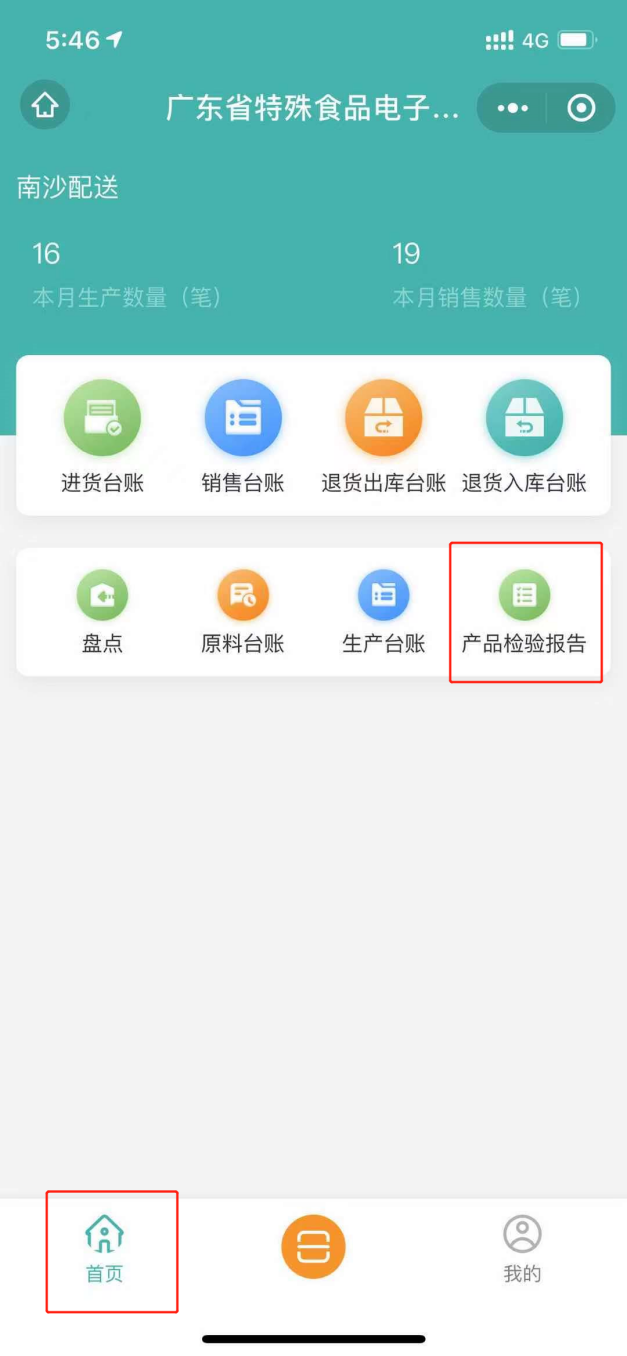 5:46
4G
广东省特殊食品电子...
南沙配送
16
19
本月生产数量（笔）
本月销售数量（笔）
进货台账
销售台账
退货出库台账
退货入库台账
盘点
原料台账
生产台账
产品检验报告
首页
我的